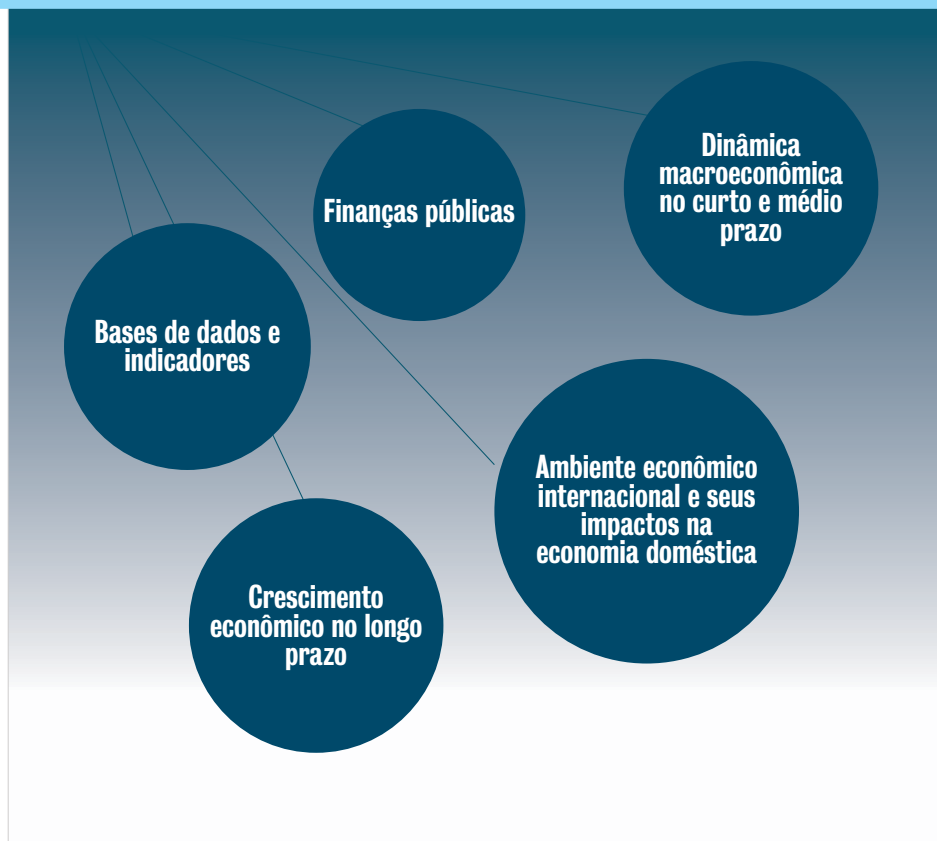 Dinâmica
macroeconômica
no curto e médio
prazo
Finanças públicas
Bases de dados e
indicadores
Ambiente econômico
internacional e seus
impactos na
economia doméstica
Crescimento
econômico no longo
prazo